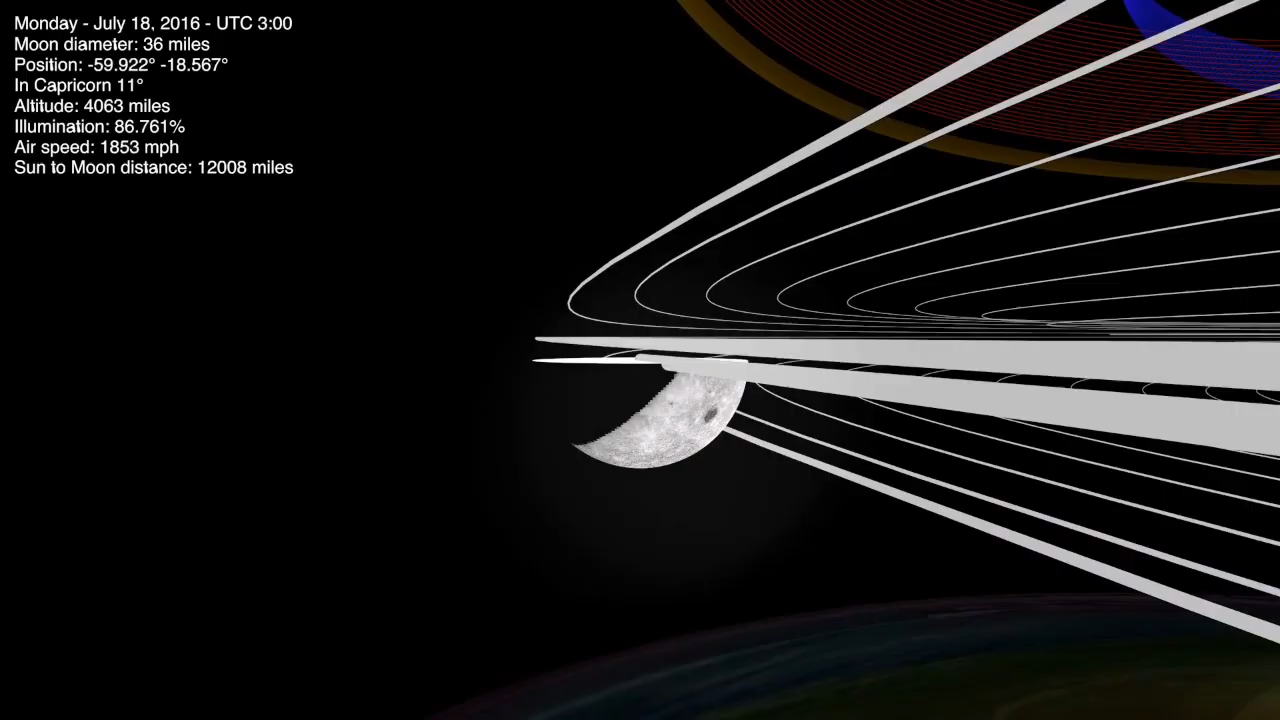 Monday - July 18, 2016 - UTC 3:00
Moon diameter: 36 miles
Position: -59.922° -18.567°
In Capricorn 11°
Altitude: 4063 miles
Illumination: 86.761%
Air speed: 1853 mph
Sun to Moon distance: 12008 miles